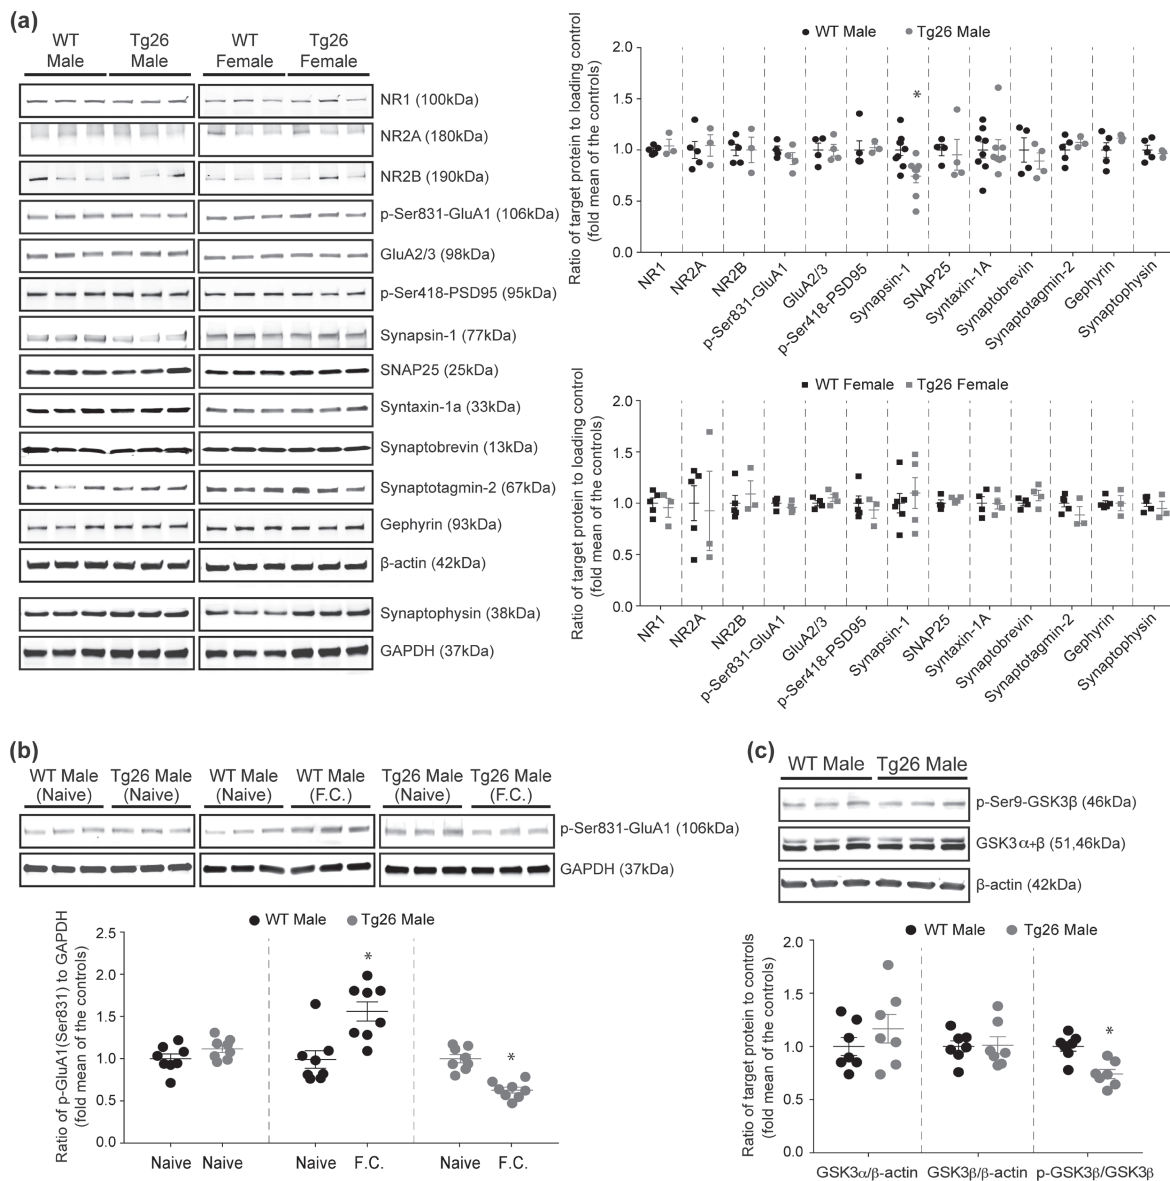 (a)
WT Male
Tg26 Male
WT Female
Tg26 Female
NR1 (100kDa)
NR2A (180kDa)
NR2B (190kDa)
p-Ser831-GluA1 (106kDa)
GluA2/3 (98kDa)
p-Ser418-PSD95 (95kDa)
Synapsin-1 (77kDa)
SNAP25 (25kDa)
Syntaxin-1a (33kDa)
Synaptobrevin (13kDa)
Synaptotagmin-2 (67kDa)
Gephyrin (93kDa)
β-actin (42kDa)
Synaptophysin (38kDa)
GAPDH (37kDa)
WT Male
Tg26 Male
Ratio of target protein to loading control
(fold mean of the controls)
2.0
1.5
1.0
0.5
0.0
*
NR1
NR2A
NR2B
p-Ser831-GluA1
GluA2/3
p-Ser418-PSD95
Synapsin-1
SNAP25
Syntaxin-1A
Synaptobrevin
Synaptotagmin-2
Gephyrin
Synaptophysin
WT Female
Tg26 Female
Ratio of target protein to loading control
(fold mean of the controls)
2.0
1.5
1.0
0.5
0.0
NR1
NR2A
NR2B
p-Ser831-GluA1
GluA2/3
p-Ser418-PSD95
Synapsin-1
SNAP25
Syntaxin-1A
Synaptobrevin
Synaptotagmin-2
Gephyrin
Synaptophysin
(b)
WT Male
(Naive)
Tg26 Male
(Naive)
WT Male
(Naive)
WT Male
(F.C.)
Tg26 Male
(Naive)
Tg26 Male
(F.C.)
p-Ser831-GluA1 (106kDa)
GAPDH (37kDa)
WT Male
Tg26 Male
Ratio of p-GluA1(Ser831) to GAPDH
(fold mean of the controls)
2.5
2.0
1.5
1.0
0.5
0.0
*
*
Naive
Naive
Naive
F.C.
Naive
F.C.
(c)
WT Male
Tg26 Male
p-Ser9-GSK3β (46kDa)
GSK3α+β (51,46kDa)
β-actin (42kDa)
WT Male
Tg26 Male
Ratio of target protein to controls
(fold mean of the controls)
2.0
1.5
1.0
0.5
0.0
*
GSK3α/β-actin
GSK3β/β-actin
p-GSK3β/GSK3β